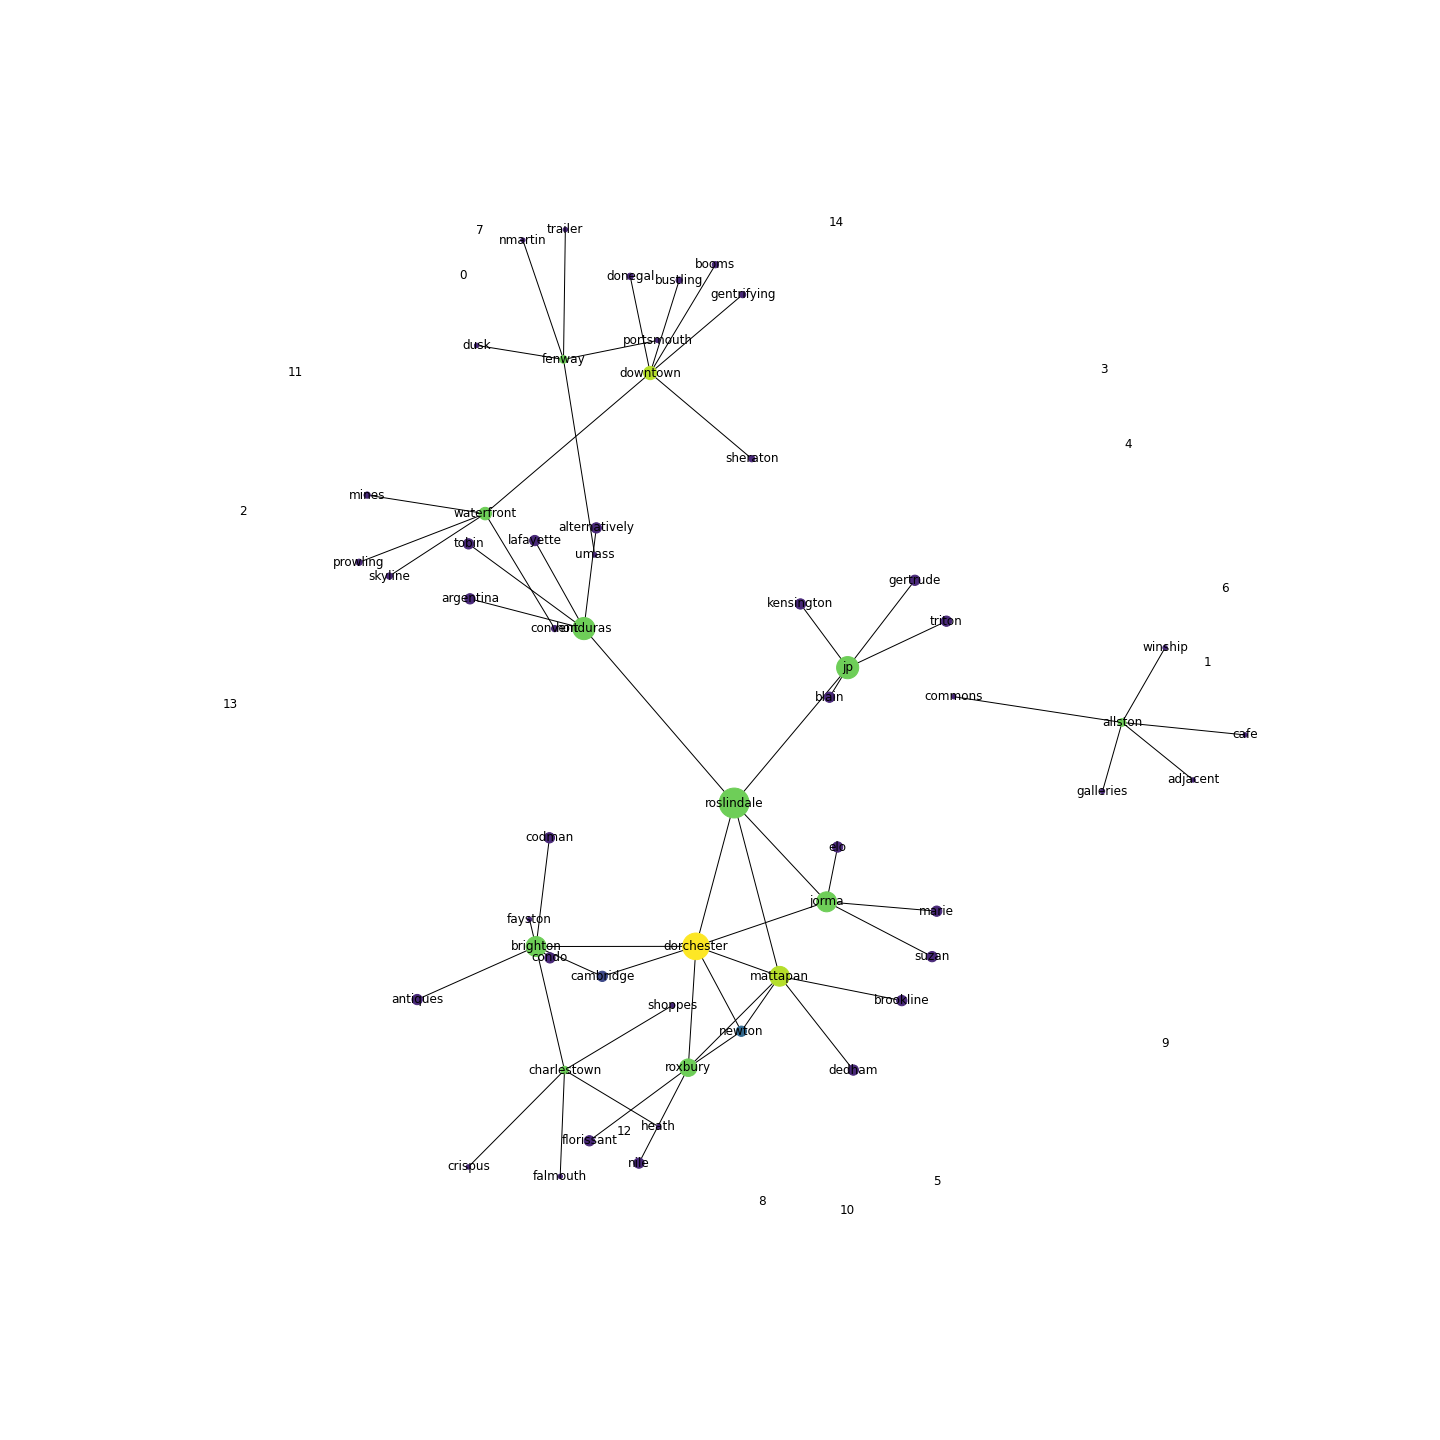 14
7
trailer
nmartin
booms
0
donegal
bustling
gentrifying
portsmouth
dusk
fenway
3
11
downtown
4
sheraton
mines
2
waterfront
alternatively
lafayette
tobin
umass
prowling
skyline
gertrude
6
argentina
kensington
triton
convent
winship
1
jp
commons
blain
13
allston
cafe
adjacent
galleries
roslindale
codman
elo
jorma
marie
fayston
brighton
dorchester
suzan
condo
cambridge
mattapan
antiques
brookline
shoppes
newton
9
roxbury
charlestown
dedham
heath
12
florissant
nile
crispus
falmouth
5
8
10